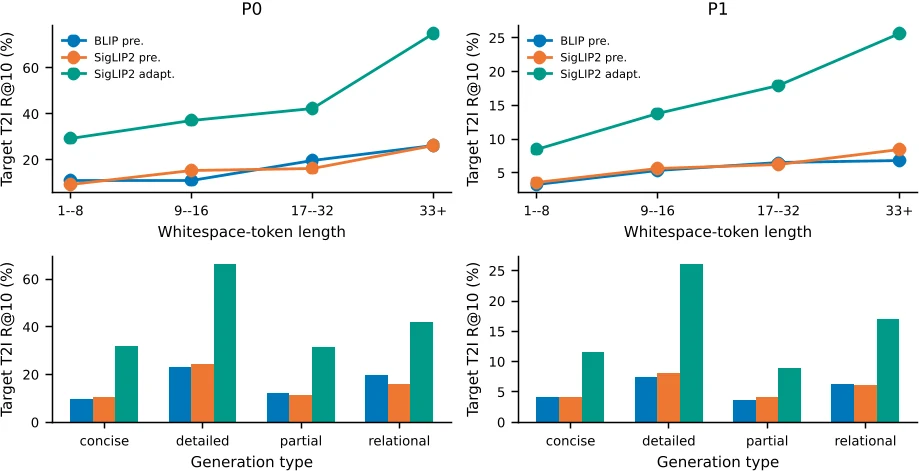 P0
Target T2I R@10 (%)
60
40
20
BLIP pre.
SigLIP2 pre.
SigLIP2 adapt.
1--8 9--16 17--32 33+
Whitespace-token length
P1
Target T2I R@10 (%)
25
20
15
10
5
BLIP pre.
SigLIP2 pre.
SigLIP2 adapt.
1--8 9--16 17--32 33+
Whitespace-token length
Target T2I R@10 (%)
60
40
20
0
concise detailed partial relational
Generation type
Target T2I R@10 (%)
25
20
15
10
5
0
concise detailed partial relational
Generation type